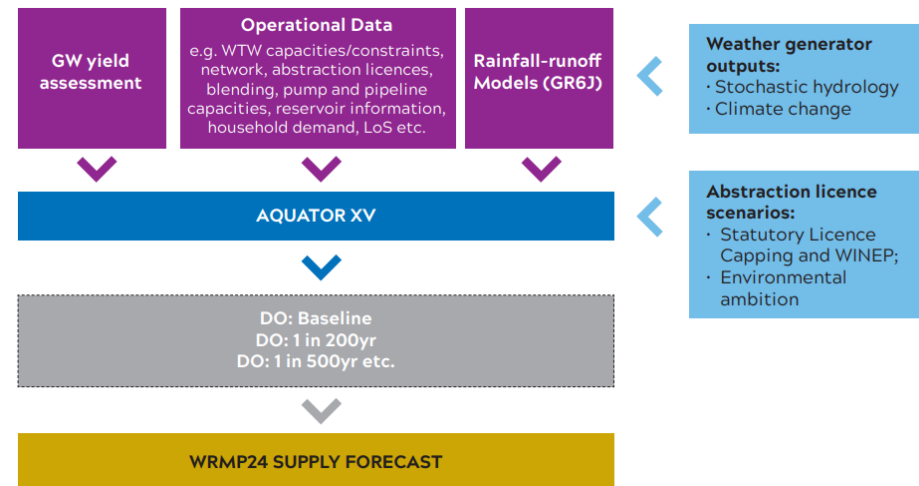 GW yield
assessment
Operational Data
e.g. WTW capacities/constraints,
network, abstraction licences,
blending, pump and pipeline
capacities, reservoir information,
household demand, LoS etc.
Rainfall-runoff
Models (GR6J)
Weather generator
outputs:
· Stochastic hydrology
· Climate change
AQUATOR XV
Abstraction licence
scenarios:
· Statutory Licence
Capping and WINEP;
· Environmental
ambition
DO: Baseline
DO: 1 in 200yr
DO: 1 in 500yr etc.
WRMP24 SUPPLY FORECAST